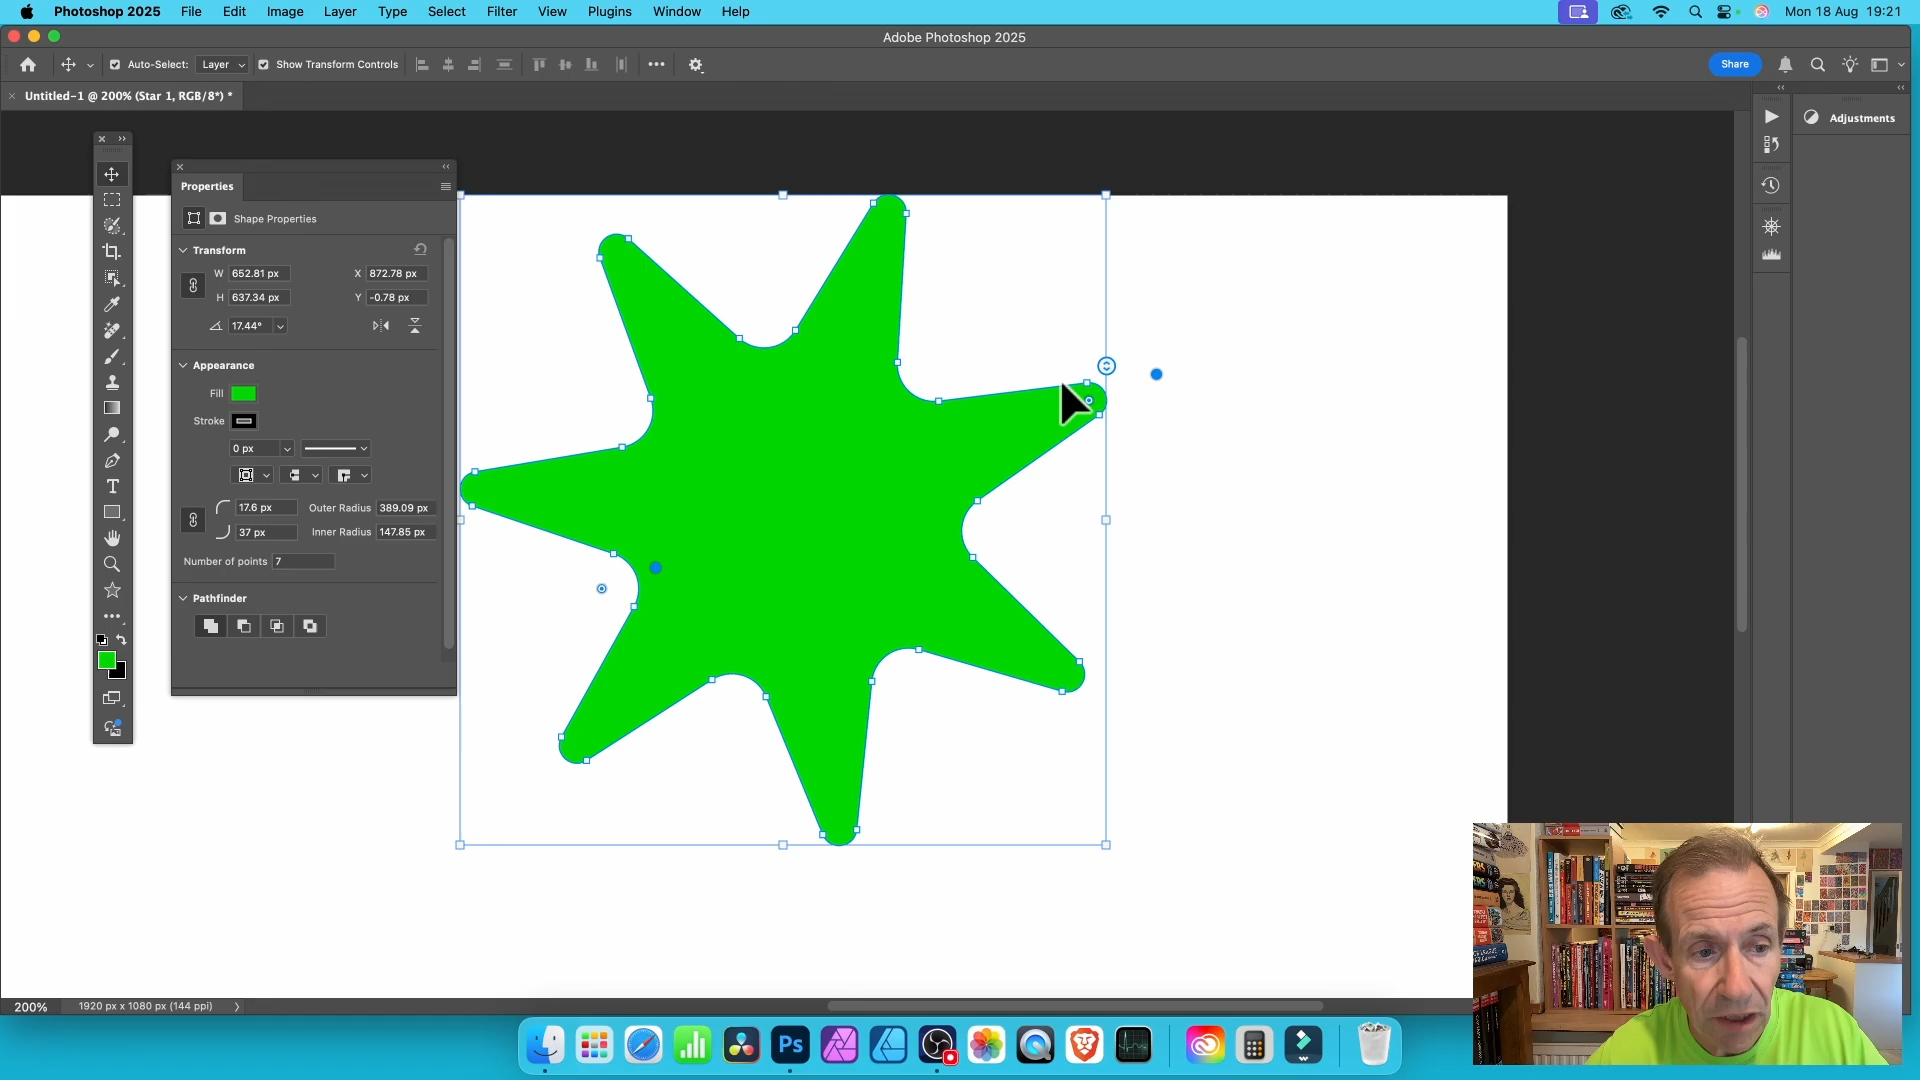 Photoshop 2025 File Edit Image Layer Type Select Filter View Plugins Window Help Mon 18 Aug 19:21
Adobe Photoshop 2025
Auto-Select: Layer Show Transform Controls Share
Untitled-1 @ 200% (Star 1, RGB/8*) *
Adjustments
Properties
Shape Properties
Transform
W 652.81 px X 872.78 px
H 637.34 px Y -0.78 px
17.44°
Appearance
Fill
Stroke
0 px
17.6 px Outer Radius 389.09 px
37 px Inner Radius 147.85 px
Number of points 7
Pathfinder
200% 1920 px x 1080 px (144 ppi)
Ps